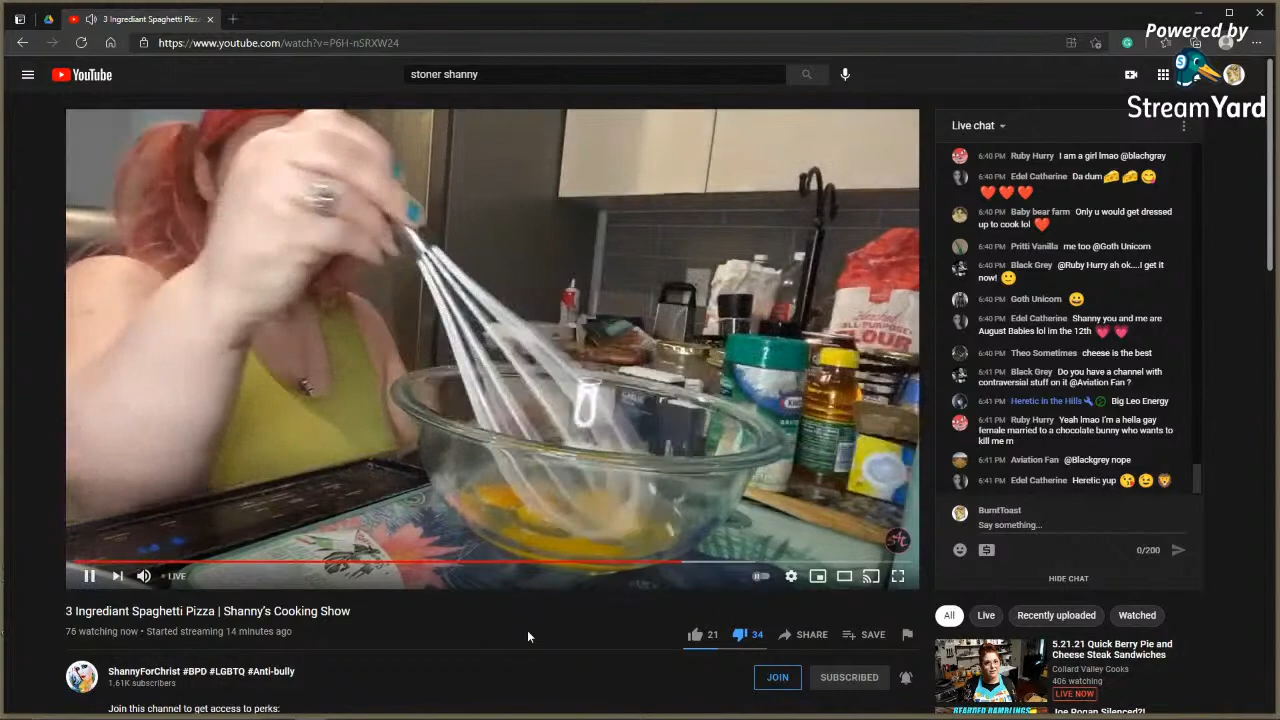 3 Ingredient Spaghetti Pizza
https://www.youtube.com/watch?v=P6H-nSRXW24
Powered by
StreamYard
YouTube
stoner shanny
Live chat
6:40 PM Ruby Hurry I am a girl lmao @blachgray
6:40 PM Edel Catherine Da dum
6:40 PM Baby bear farm Only u would get dressed
up to cook lol
6:40 PM Pritti Vanilla me too @Goth Unicorn
6:40 PM Black Grey @Ruby Hurry ah ok....I get it
now!
6:40 PM Goth Unicorn
6:40 PM Edel Catherine Shanny you and me are
August Babies lol im the 12th
6:40 PM Theo Sometimes cheese is the best
6:41 PM Black Grey Do you have a channel with
contraversial stuff on it @Aviation Fan ?
6:41 PM Heretic in the Hills Big Leo Energy
6:41 PM Ruby Hurry Yeah lmao I'm a hella gay
female married to a chocolate bunny who wants to
kill me rn
6:41 PM Aviation Fan @Blackgrey nope
6:41 PM Edel Catherine Heretic yup
BurntToast
Say something...
0/200
HIDE CHAT
ALL-PURPOSE
FLOUR
LIVE
3 Ingrediant Spaghetti Pizza | Shanny's Cooking Show
76 watching now • Started streaming 14 minutes ago
21
34
SHARE
SAVE
ShannyForChrist #BPD #LGBTQ #Anti-bully
1.61K subscribers
JOIN
SUBSCRIBED
Join this channel to get access to perks:
All
Live
Recently uploaded
Watched
5.21.21 Quick Berry Pie and
Cheese Steak Sandwiches
Collard Valley Cooks
406 watching
LIVE NOW
BEARDED RAMBLINGS
Joe Rogan Silenced?!